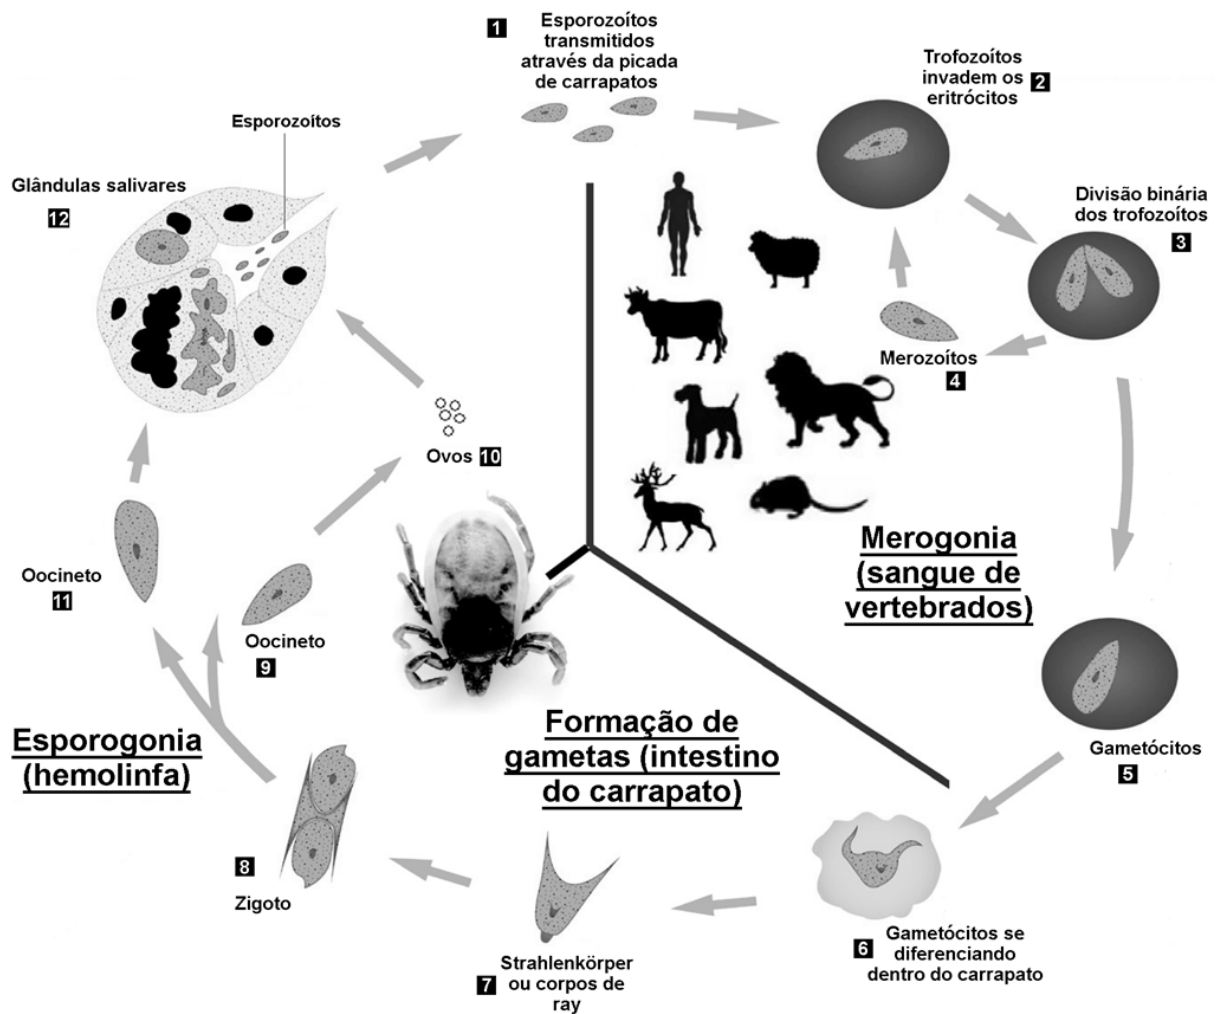 1
Esporozoítos
transmitidos
através da picada
de carrapatos
Trofozoítos
invadem os
eritrócitos
2
Divisão binária
dos trofozoítos
3
Merozoítos
4
Merogonia
(sangue de
vertebrados)
Gametócitos
5
6
Gametócitos se
diferenciando
dentro do carrapato
Formação de
gametas (intestino
do carrapato)
7
Strahlenkörper
ou corpos de
ray
8
Zigoto
Esporogonia
(hemolinfa)
Oocineto
9
Ovos 10
Oocineto
11
Glândulas salivares
12
Esporozoítos